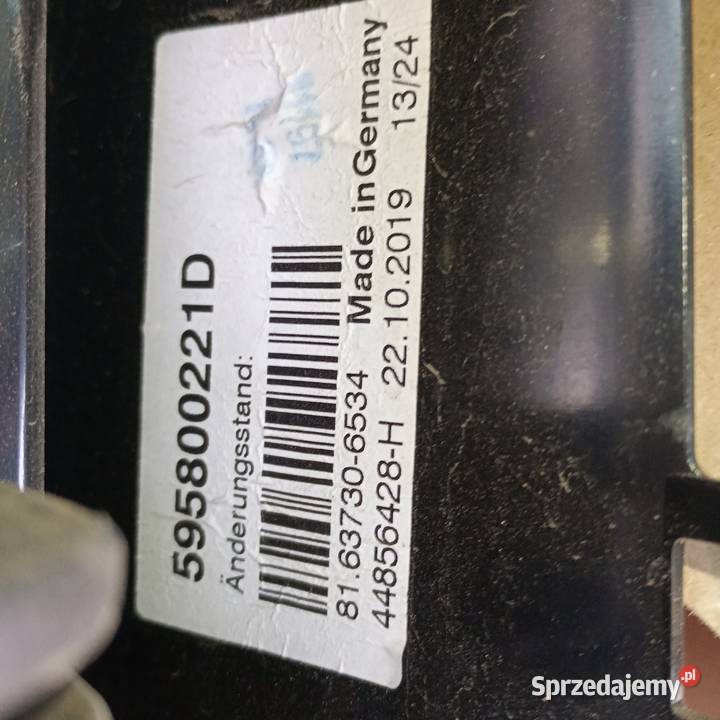 595800221D
Änderungsstand:
81.63730-6534 Made in Germany
44856428-H 22.10.2019 13/24
Sprzedajemy.pl